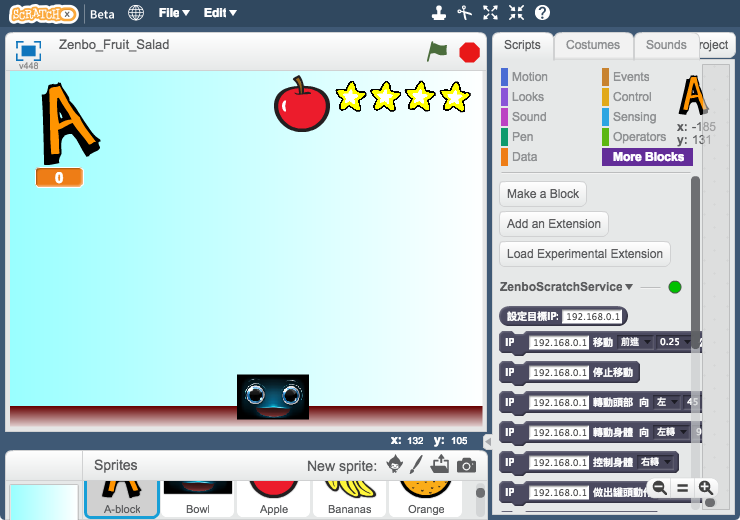 SCRATCHX
Beta
File
Edit
Zenbo_Fruit_Salad
v448
A
0
x: 132 y: 105
Sprites
New sprite:
A-block
Bowl
Apple
Bananas
Orange
Scripts
Costumes
Sounds
roject
Motion
Looks
Sound
Pen
Data
Events
Control
Sensing
Operators
More Blocks
x: -185
y: 131
Make a Block
Add an Extension
Load Experimental Extension
ZenboScratchService
設定目標IP: 192.168.0.1
IP 192.168.0.1 移動 前進 0.25
IP 192.168.0.1 停止移動
IP 192.168.0.1 轉動頭部 向 左 45
IP 192.168.0.1 轉動身體 向 左轉 9
IP 192.168.0.1 控制身體 右轉
IP 192.168.0.1 做出罐頭動